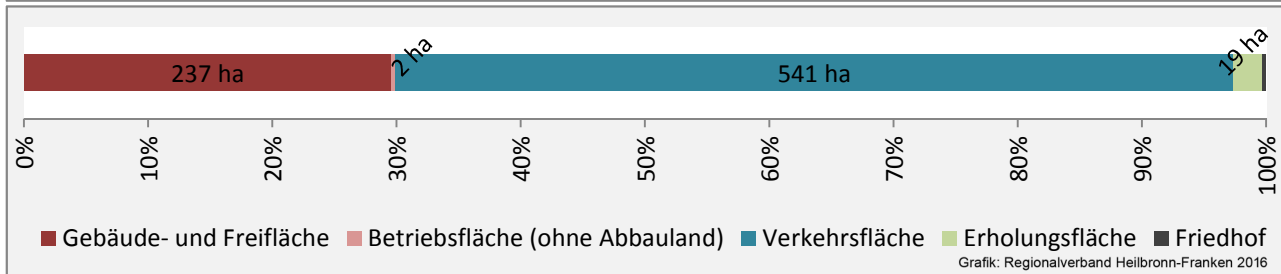 237 ha 2 ha 541 ha 19 ha
0% 10% 20% 30% 40% 50% 60% 70% 80% 90% 100%
Gebäude- und Freifläche Betriebsfläche (ohne Abbauland) Verkehrsfläche Erholungsfläche Friedhof
Grafik: Regionalverband Heilbronn-Franken 2016